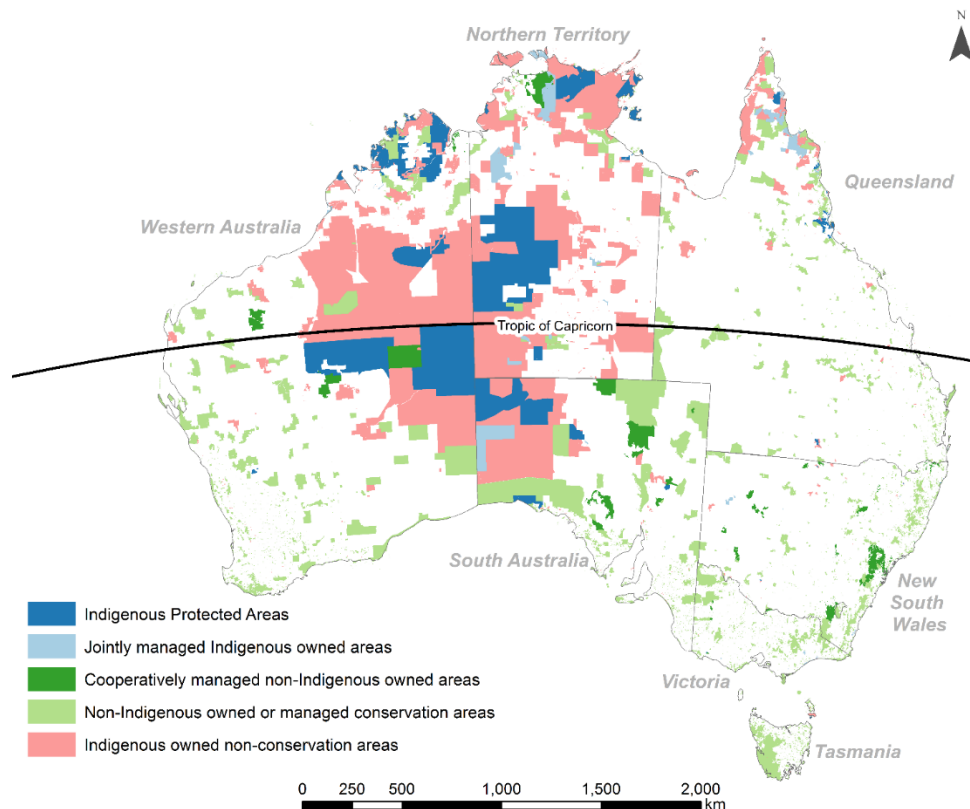 N
Northern Territory
Queensland
Western Australia
Tropic of Capricorn
South Australia
New
South
Wales
Victoria
Tasmania
Indigenous Protected Areas
Jointly managed Indigenous owned areas
Cooperatively managed non-Indigenous owned areas
Non-Indigenous owned or managed conservation areas
Indigenous owned non-conservation areas
0 250 500 1,000 1,500 2,000
km